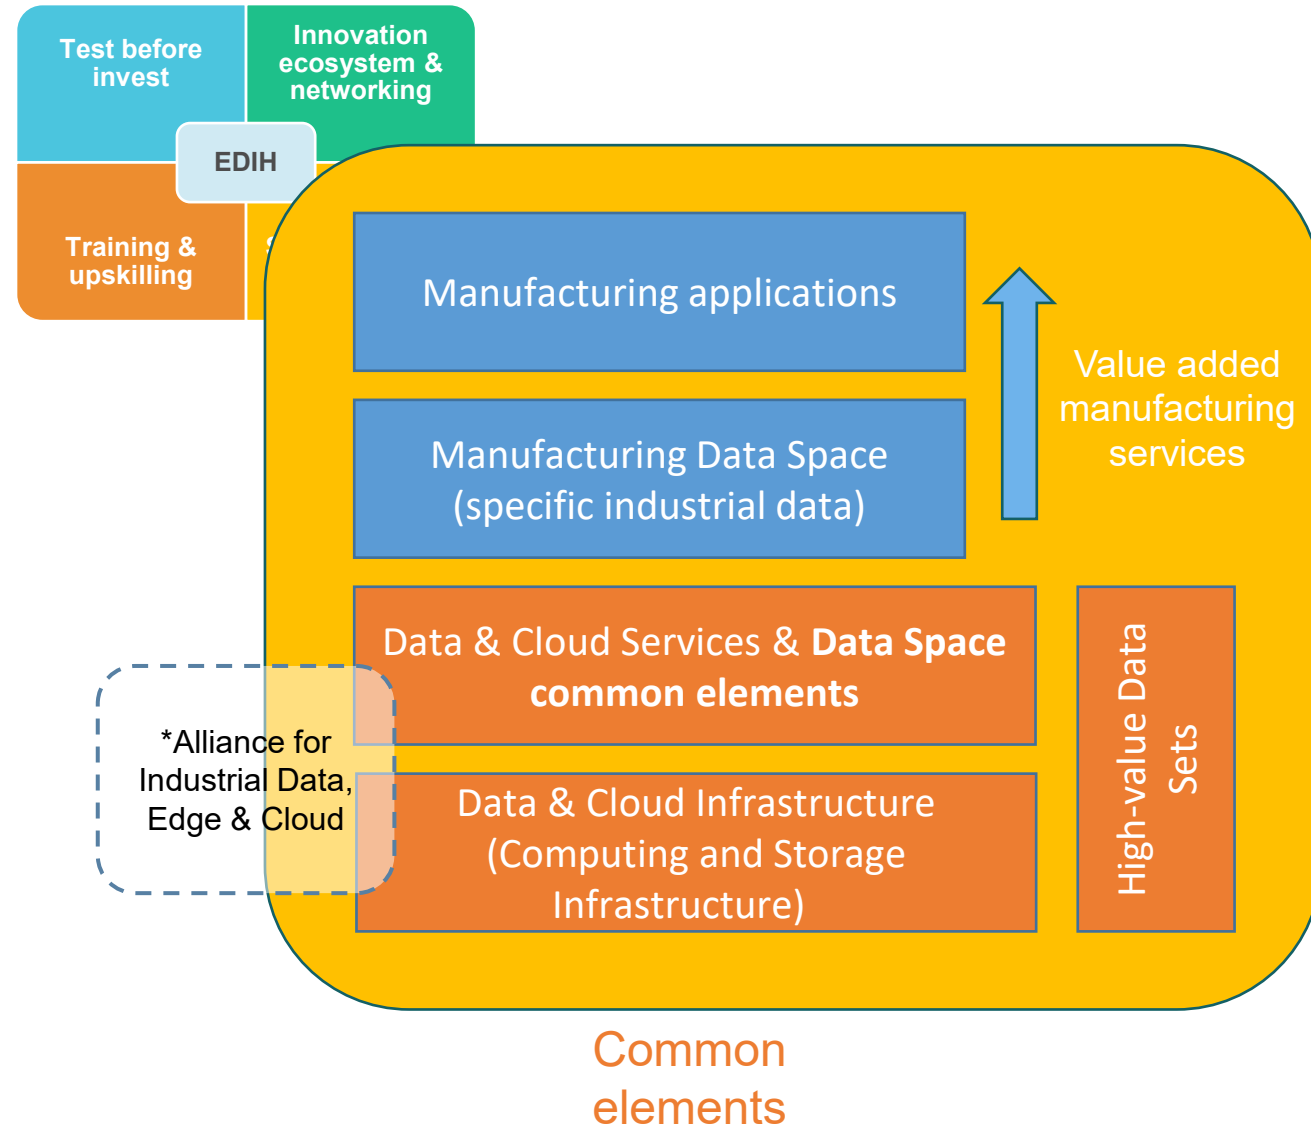 Test before
invest
Innovation
ecosystem &
networking
EDIH
Training &
upskilling
Manufacturing applications
Value added
manufacturing
services
Manufacturing Data Space
(specific industrial data)
Data & Cloud Services & Data Space
common elements
High-value Data
Sets
*Alliance for
Industrial Data,
Edge & Cloud
Data & Cloud Infrastructure
(Computing and Storage
Infrastructure)
Common
elements